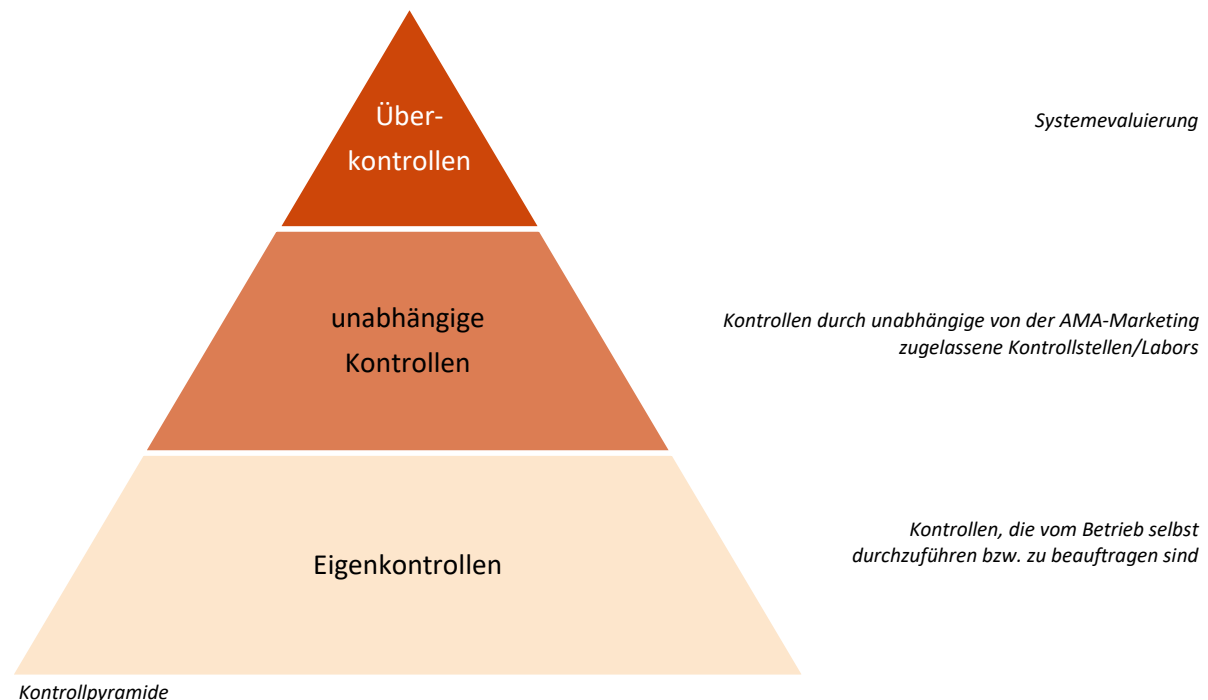 Über-
kontrollen
Systemevaluierung
unabhängige
Kontrollen
Kontrollen durch unabhängige von der AMA-Marketing
zugelassene Kontrollstellen/Labors
Eigenkontrollen
Kontrollen, die vom Betrieb selbst
durchzuführen bzw. zu beauftragen sind
Kontrollpyramide